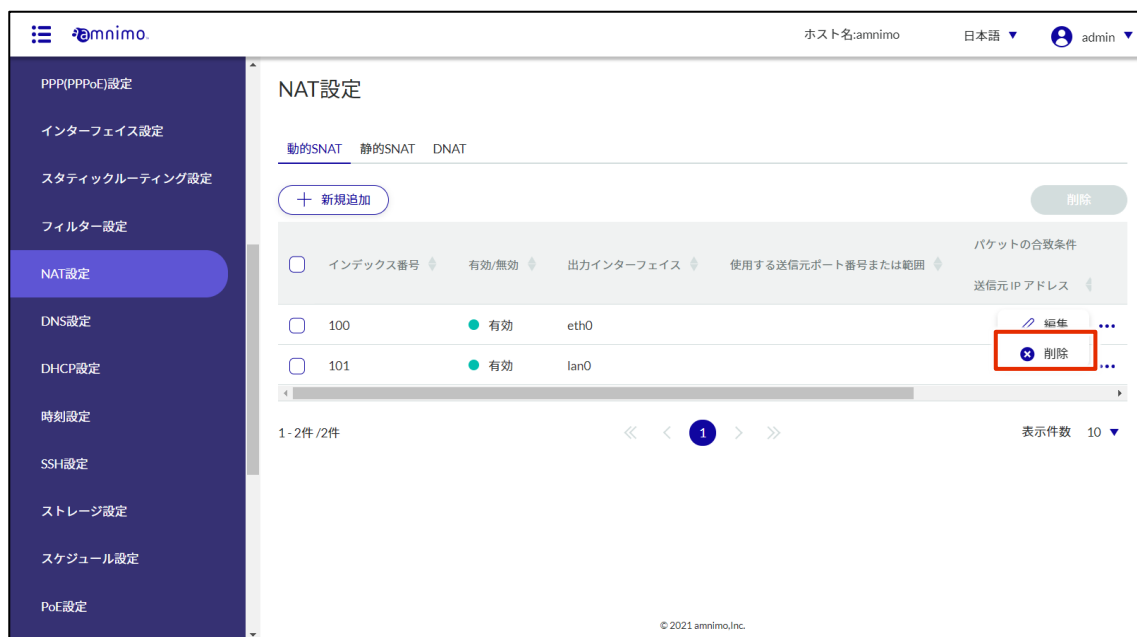 amnimo.
ホスト名:amnimo
日本語 ▼
admin ▼
PPP(PPPoE)設定
インターフェイス設定
スタティックルーティング設定
フィルター設定
NAT設定
DNS設定
DHCP設定
時刻設定
SSH設定
ストレージ設定
スケジュール設定
PoE設定
NAT設定
動的SNAT 静的SNAT DNAT
+ 新規追加
削除
パケットの合致条件
インデックス番号 有効/無効 出力インターフェイス 使用する送信元ポート番号または範囲
送信元 IP アドレス
100 有効 eth0
編集
削除
101 有効 lan0
1 - 2件 /2件
1
表示件数 10 ▼
© 2021 amnimo,Inc.